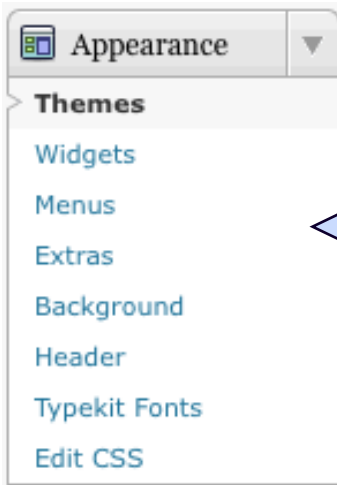 Appearance
Themes
Widgets
Menus
Extras
Background
Header
Typekit Fonts
Edit CSS